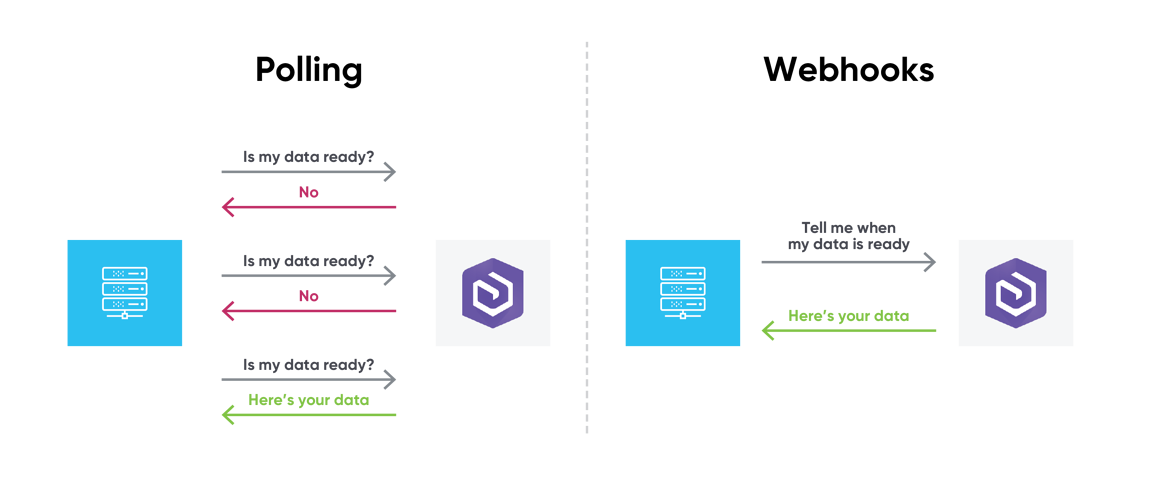 Polling
Is my data ready?
No
Is my data ready?
No
Is my data ready?
Here's your data
Webhooks
Tell me when
my data is ready
Here's your data